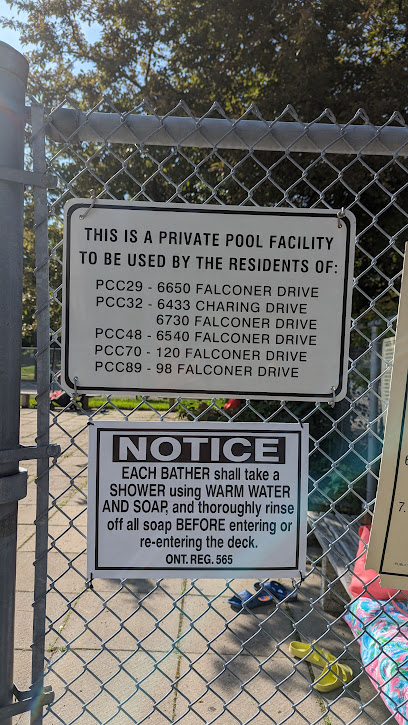 THIS IS A PRIVATE POOL FACILITY
TO BE USED BY THE RESIDENTS OF:
PCC29 - 6650 FALCONER DRIVE
PCC32 - 6433 CHARING DRIVE
6730 FALCONER DRIVE
PCC48 - 6540 FALCONER DRIVE
PCC70 - 120 FALCONER DRIVE
PCC89 - 98 FALCONER DRIVE
NOTICE
EACH BATHER shall take a
SHOWER using WARM WATER
AND SOAP, and thoroughly rinse
off all soap BEFORE entering or
re-entering the deck.
ONT. REG. 565
7.